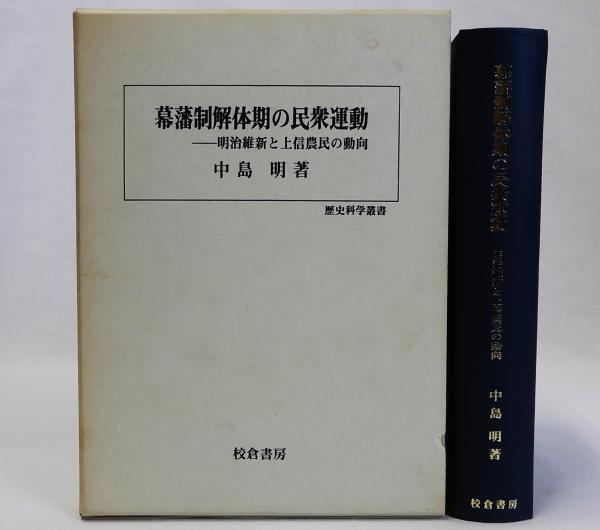 幕藩制解体期の民衆運動
——明治維新と上信農民の動向
中島 明著
歴史科学叢書
校倉書房
幕藩制解体期の民衆運動
明治維新と上信農民の動向
中島 明著
校倉書房